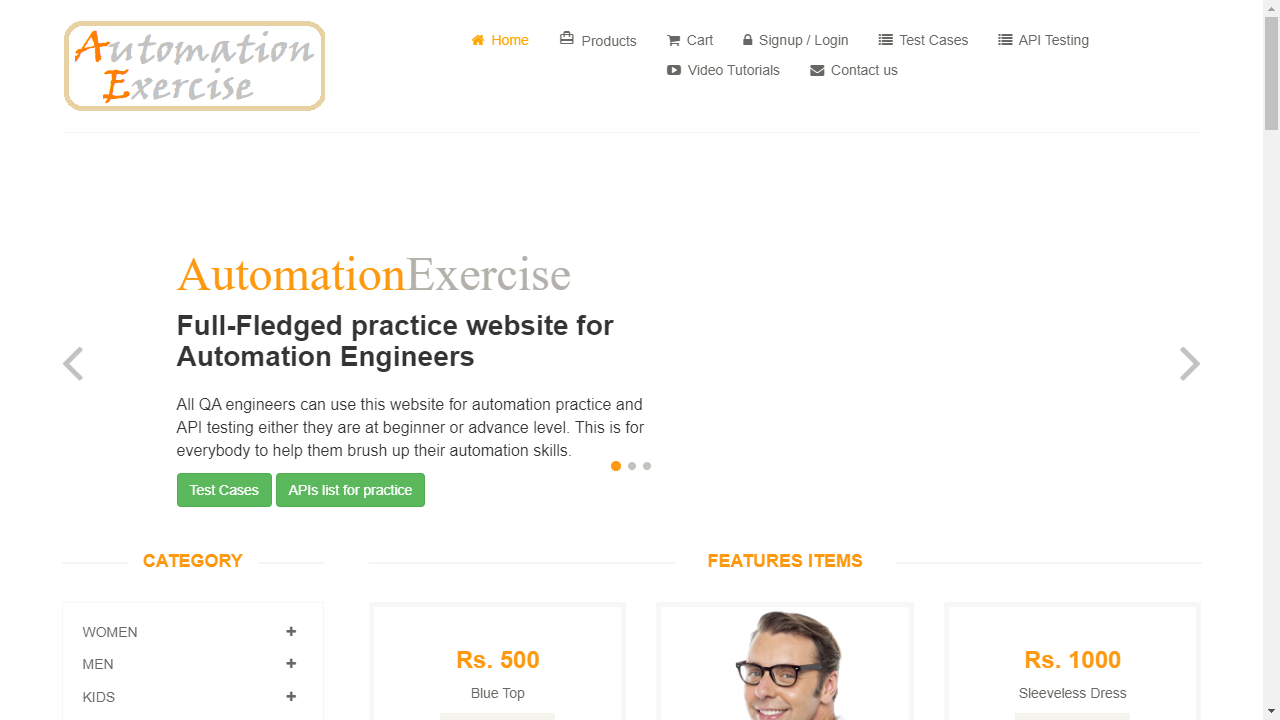 Automation
Exercise
Home
Products
Cart
Signup / Login
Test Cases
API Testing
Video Tutorials
Contact us
AutomationExercise
Full-Fledged practice website for
Automation Engineers
All QA engineers can use this website for automation practice and
API testing either they are at beginner or advance level. This is for
everybody to help them brush up their automation skills.
Test Cases
APIs list for practice
CATEGORY
FEATURES ITEMS
WOMEN
MEN
KIDS
Rs. 500
Blue Top
Rs. 1000
Sleeveless Dress